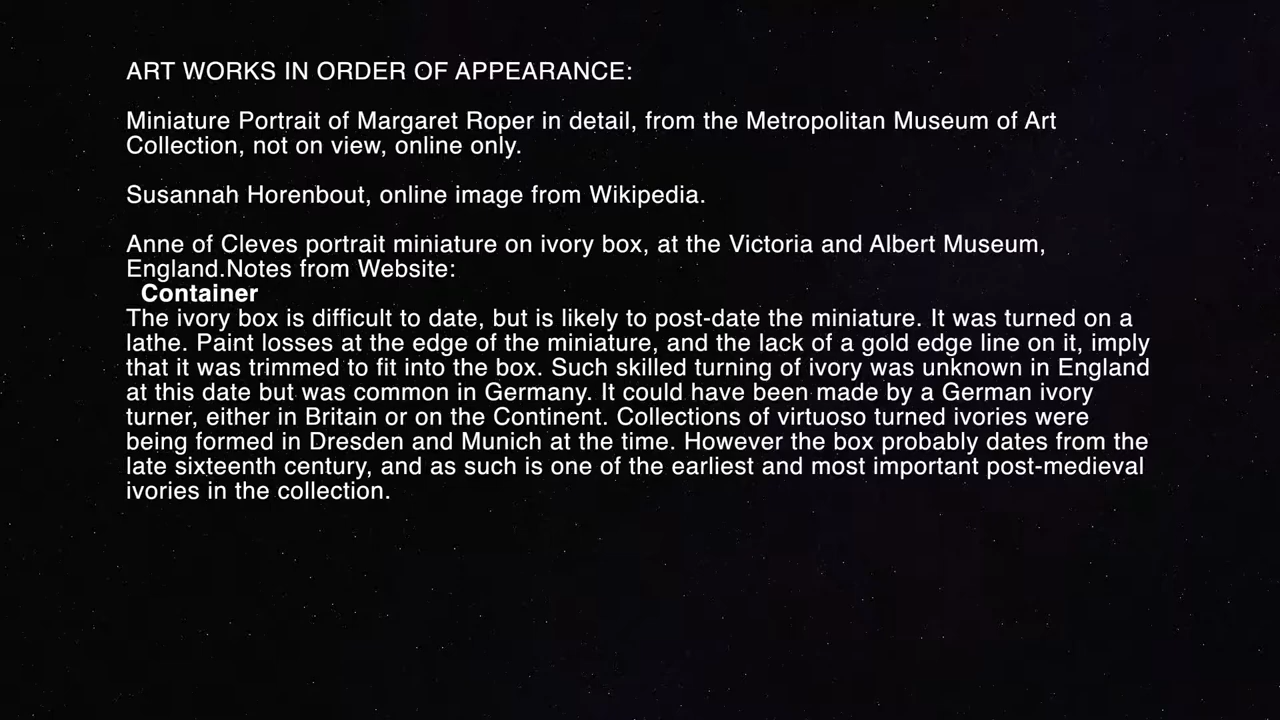 ART WORKS IN ORDER OF APPEARANCE:
Miniature Portrait of Margaret Roper in detail, from the Metropolitan Museum of Art
Collection, not on view, online only.
Susannah Horenbout, online image from Wikipedia.
Anne of Cleves portrait miniature on ivory box, at the Victoria and Albert Museum,
England.Notes from Website:
Container
The ivory box is difficult to date, but is likely to post-date the miniature. It was turned on a
lathe. Paint losses at the edge of the miniature, and the lack of a gold edge line on it, imply
that it was trimmed to fit into the box. Such skilled turning of ivory was unknown in England
at this date but was common in Germany. It could have been made by a German ivory
turner, either in Britain or on the Continent. Collections of virtuoso turned ivories were
being formed in Dresden and Munich at the time. However the box probably dates from the
late sixteenth century, and as such is one of the earliest and most important post-medieval
ivories in the collection.